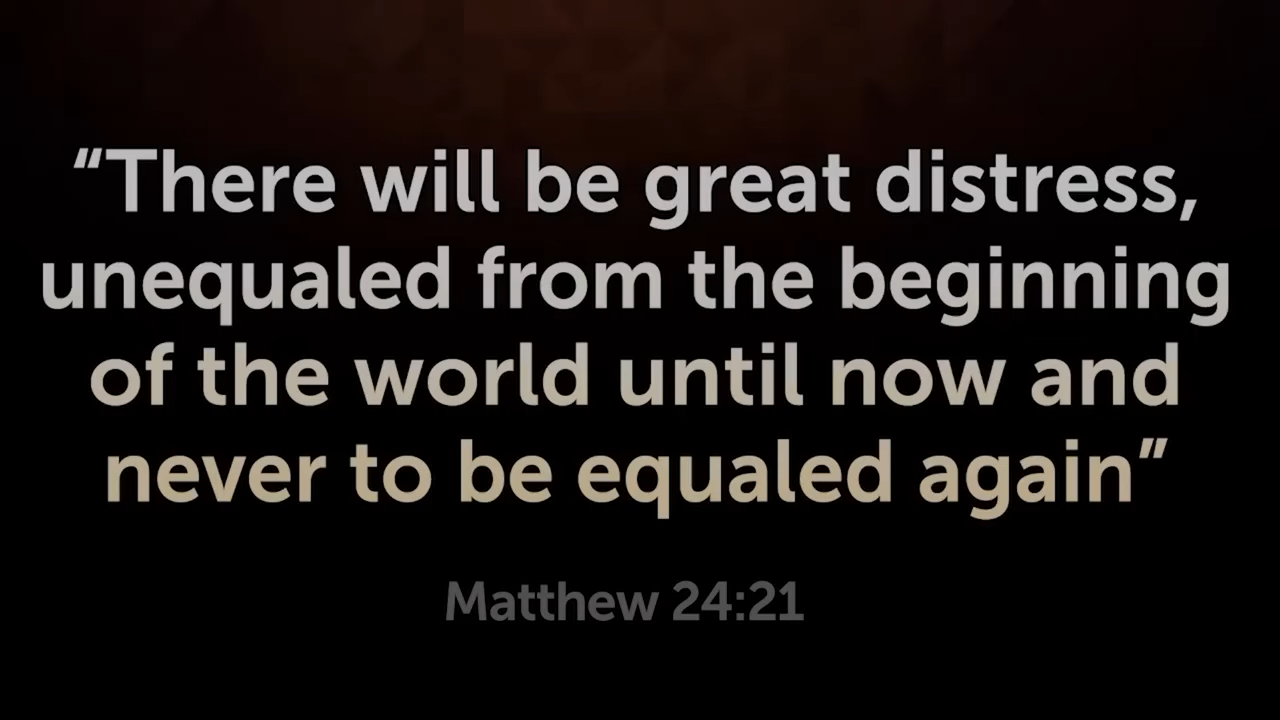 “There will be great distress,
unequaled from the beginning
of the world until now and
never to be equaled again”
Matthew 24:21